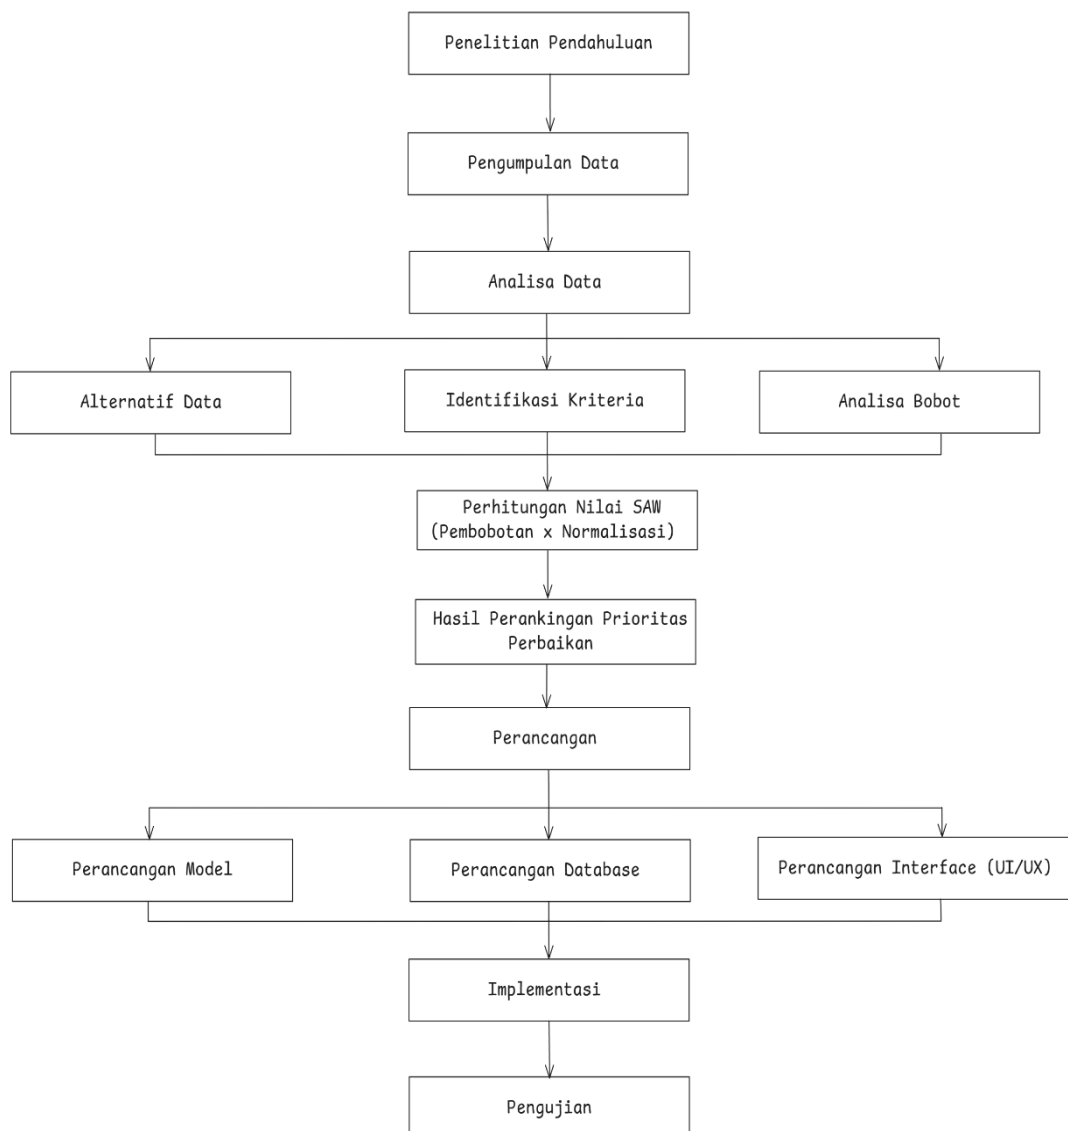 Penelitian Pendahuluan
Pengumpulan Data
Analisa Data
Alternatif Data
Identifikasi Kriteria
Analisa Bobot
Perhitungan Nilai SAW
(Pembobotan x Normalisasi)
Hasil Perankingan Prioritas
Perbaikan
Perancangan
Perancangan Model
Perancangan Database
Perancangan Interface (UI/UX)
Implementasi
Pengujian